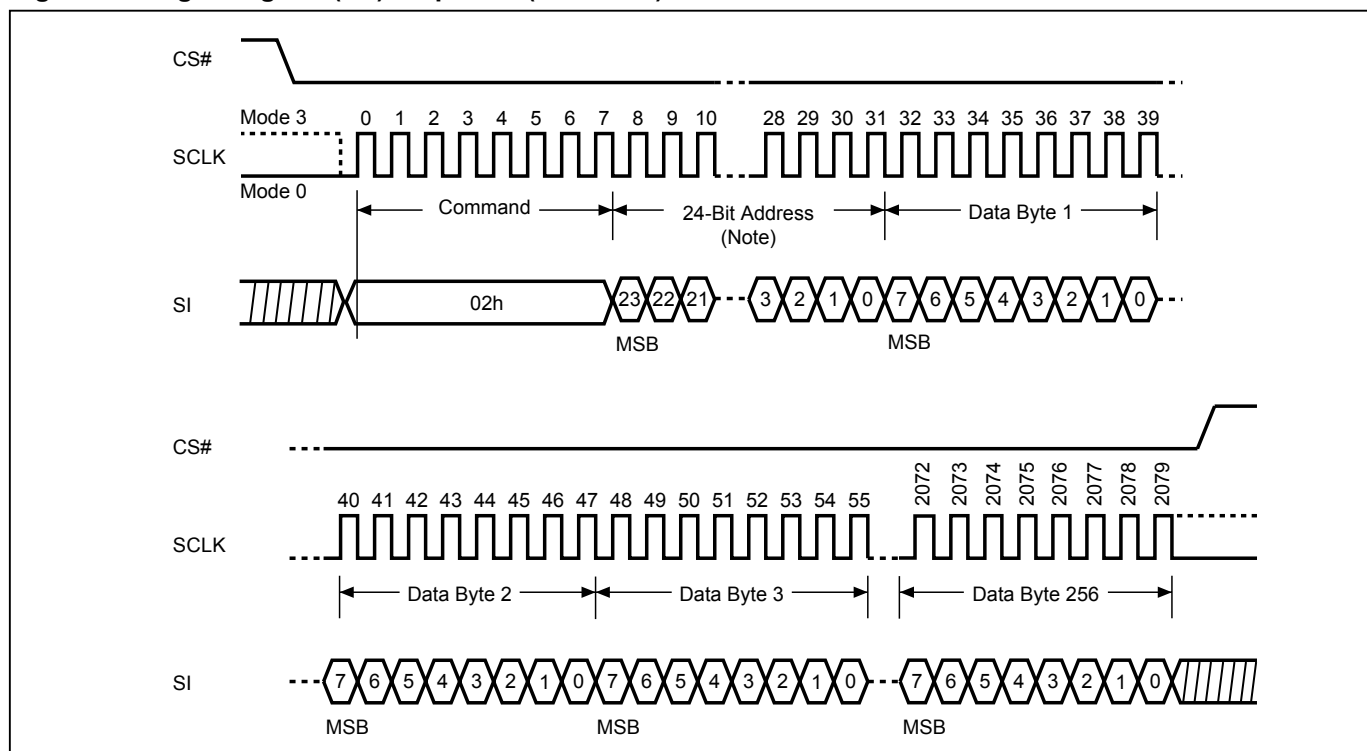 CS#
Mode 3
0 1 2 3 4 5 6 7 8 9 10 28 29 30 31 32 33 34 35 36 37 38 39
SCLK
Mode 0
Command 24-Bit Address Data Byte 1
(Note)
SI 02h 23 22 21 3 2 1 0 7 6 5 4 3 2 1 0
MSB MSB
CS#
2072 2073 2074 2075 2076 2077 2078 2079
40 41 42 43 44 45 46 47 48 49 50 51 52 53 54 55
SCLK
Data Byte 2 Data Byte 3 Data Byte 256
SI 7 6 5 4 3 2 1 0 7 6 5 4 3 2 1 0 7 6 5 4 3 2 1 0
MSB MSB MSB